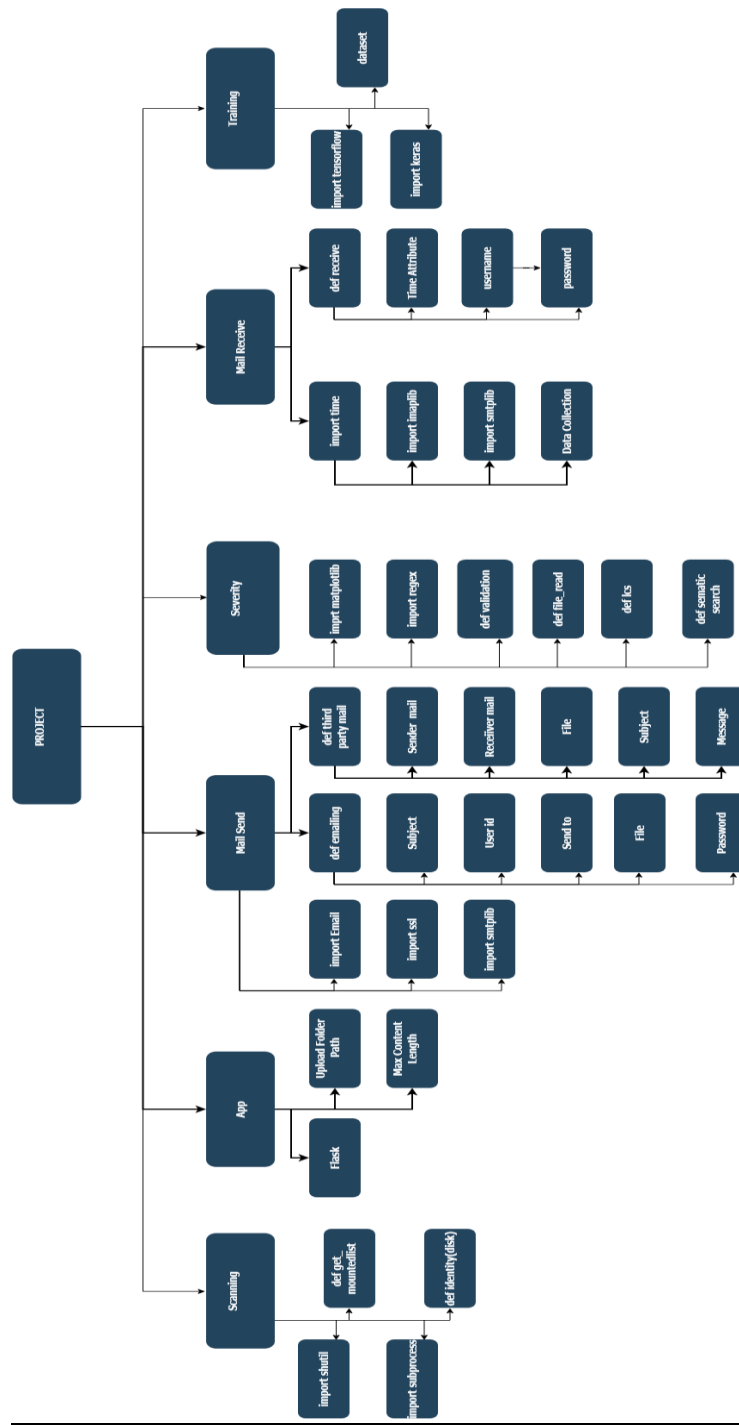 PROJECT
Scanning
App
Mail Send
Severity
Mail Receive
Training
import shutil
def get_
mountedlist
import subprocess
def identity(disk)
Flask
Upload Folder
Path
Max Content
Length
import Email
import ssl
import smtplib
def emailing
Subject
User id
Send to
File
Password
def third
party mail
Sender mail
Receiiver mail
File
Subject
Message
imprt matplotlib
import regex
def validation
def file_read
def lcs
def sematic
search
import time
import imaplib
import smtplib
Data Collection
def receive
Time Attribute
username
password
import tensorflow
import keras
dataset